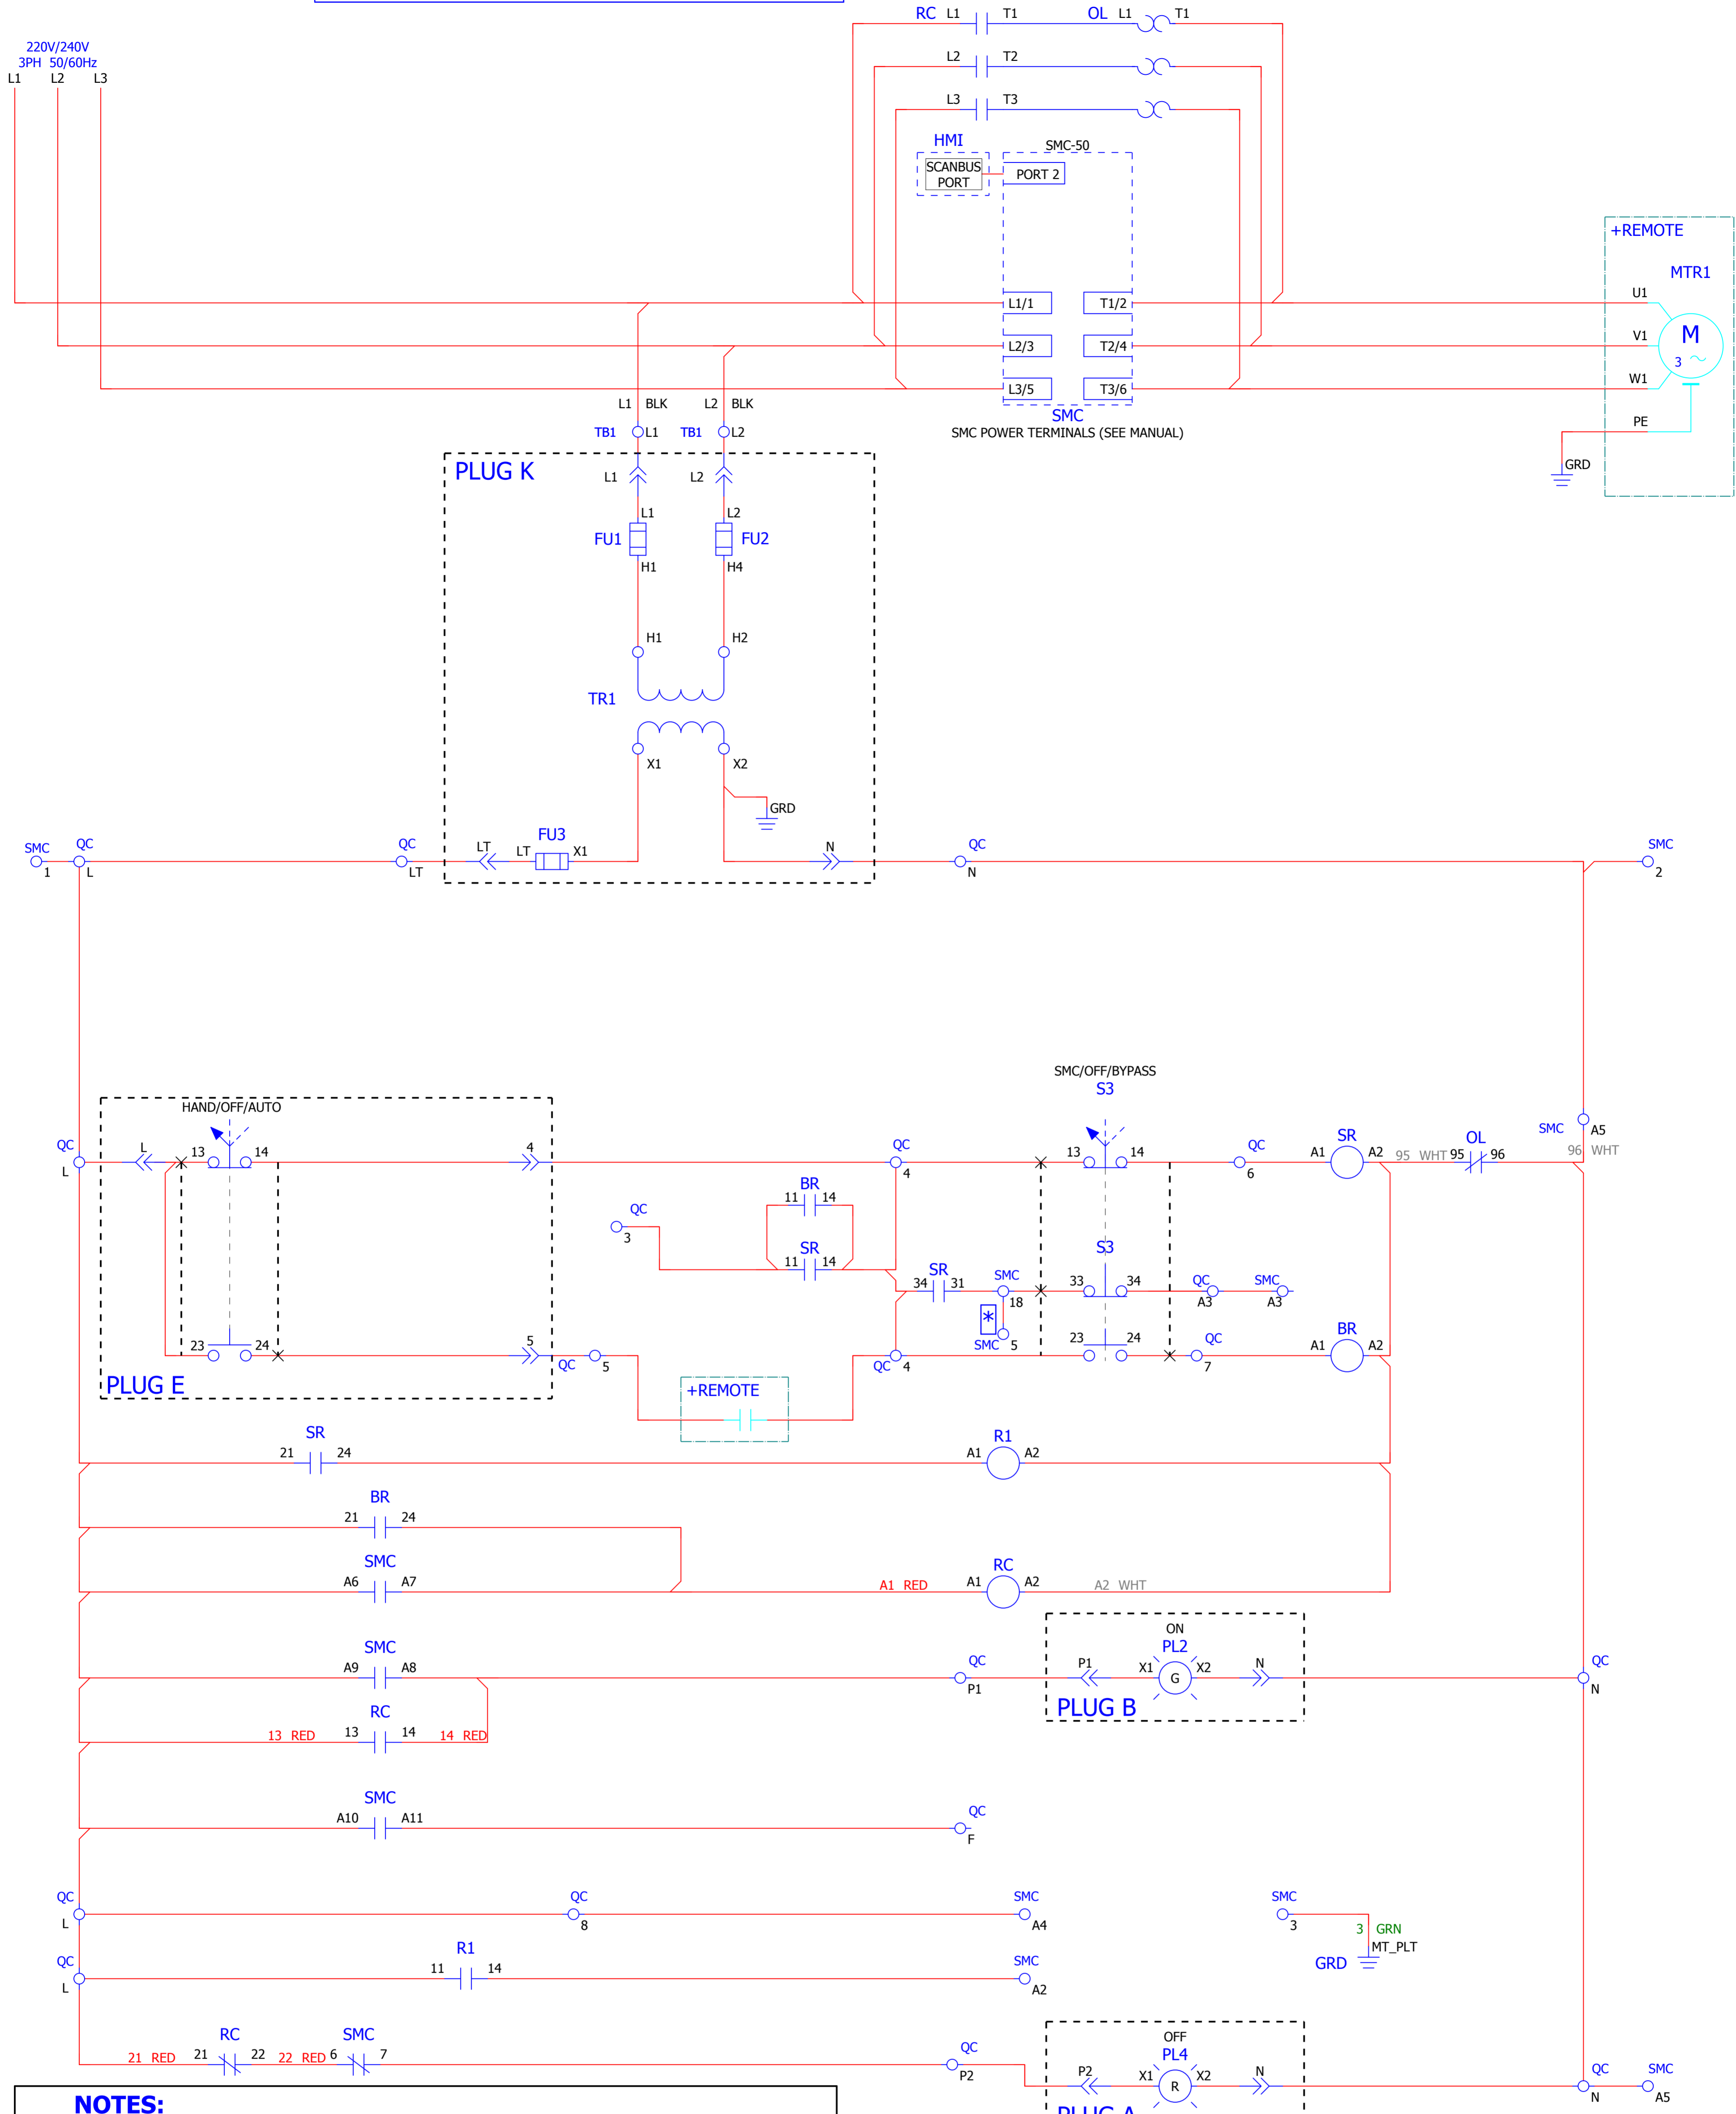 RC L1 T1 OL L1 T1
220V/240V
3PH 50/60Hz
L1 L2 L3
L2 T2
L3 T3
HMI
SMC-50
SCANBUS
PORT
PORT 2
+REMOTE
MTR1
L1/1 T1/2 U1
L2/3 T2/4 V1 M
3
L3/5 T3/6 W1
L1 BLK L2 BLK
SMC
TB1 L1 TB1 L2
SMC POWER TERMINALS (SEE MANUAL)
PE
GRD
PLUG K
L1 L2
L1 L2
FU1 FU2
H1 H4
H1 H2
TR1
X1 X2
GRD
SMC QC QC FU3 QC SMC
LT LT X1 N
1 L LT N 2
SMC/OFF/BYPASS
S3
HAND/OFF/AUTO
SMC A5
QC L 13 14 4 QC 13 14 QC SR OL
A1 A2 95 WHT 95 96 96 WHT
L 4 6
BR
11 14
QC
3
SR
11 14
S3
SR
34 31 SMC 33 34 QC SMC
18 A3 A3
*
SMC 5
23 24 5 QC 5 QC 4 23 24 QC 7 BR
A1 A2
PLUG E
+REMOTE
SR
21 24
R1
A1 A2
BR
21 24
SMC
A6 A7
RC
A1 RED A1 A2 A2 WHT
ON
SMC PL2
A9 A8 QC P1 P1 X1 G X2 N QC N
PLUG B
RC
13 RED 13 14 14 RED
SMC
A10 A11 QC
F
QC QC SMC SMC
L 8 A4 3
3 GRN
MT_PLT
GRD
QC R1 SMC
11 14
L A2
OFF
RC SMC PL4
21 RED 21 22 22 RED 6 7 QC P2
P2 X1 R X2 N QC N SMC A5
PLUG A
NOTES: